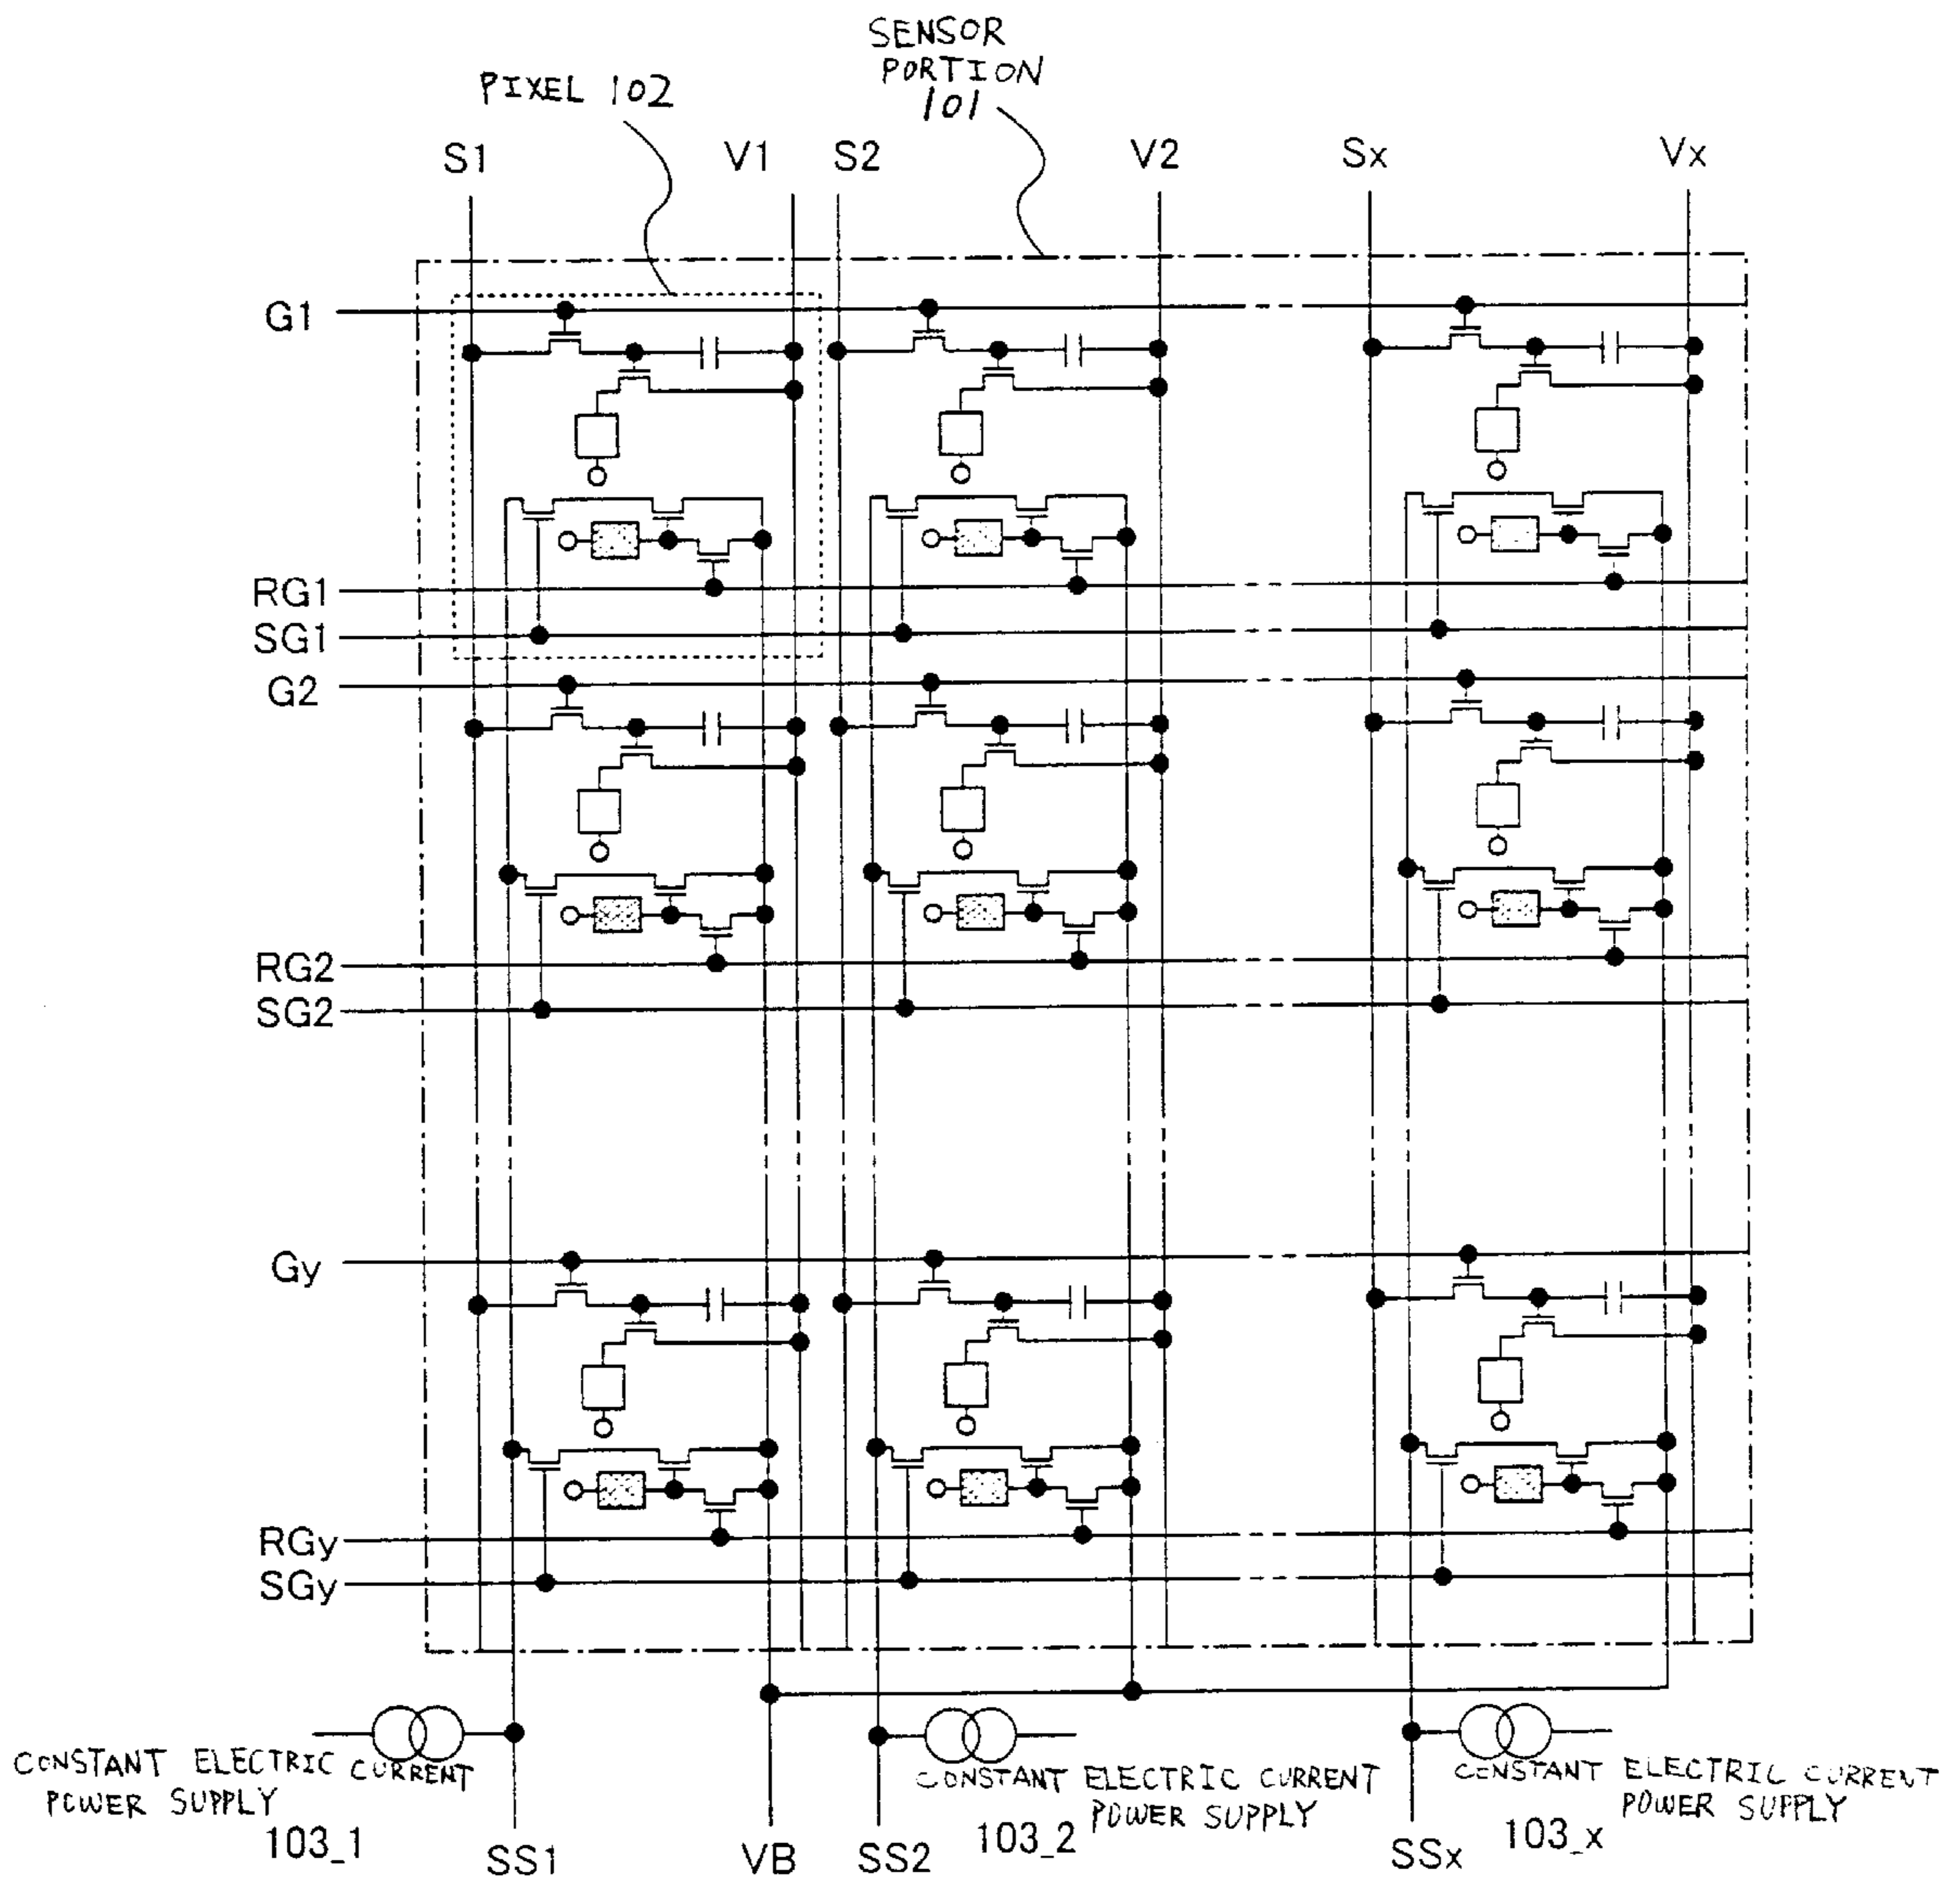 SENSOR
PORTION
101
PIXEL 102
S1
V1
S2
V2
Sx
Vx
G1
RG1
SG1
G2
RG2
SG2
Gy
RGy
SGy
CONSTANT ELECTRIC CURRENT
POWER SUPPLY
103_1
CONSTANT ELECTRIC CURRENT
POWER SUPPLY
103_2
CONSTANT ELECTRIC CURRENT
POWER SUPPLY
103_x
SS1
VB
SS2
SSx